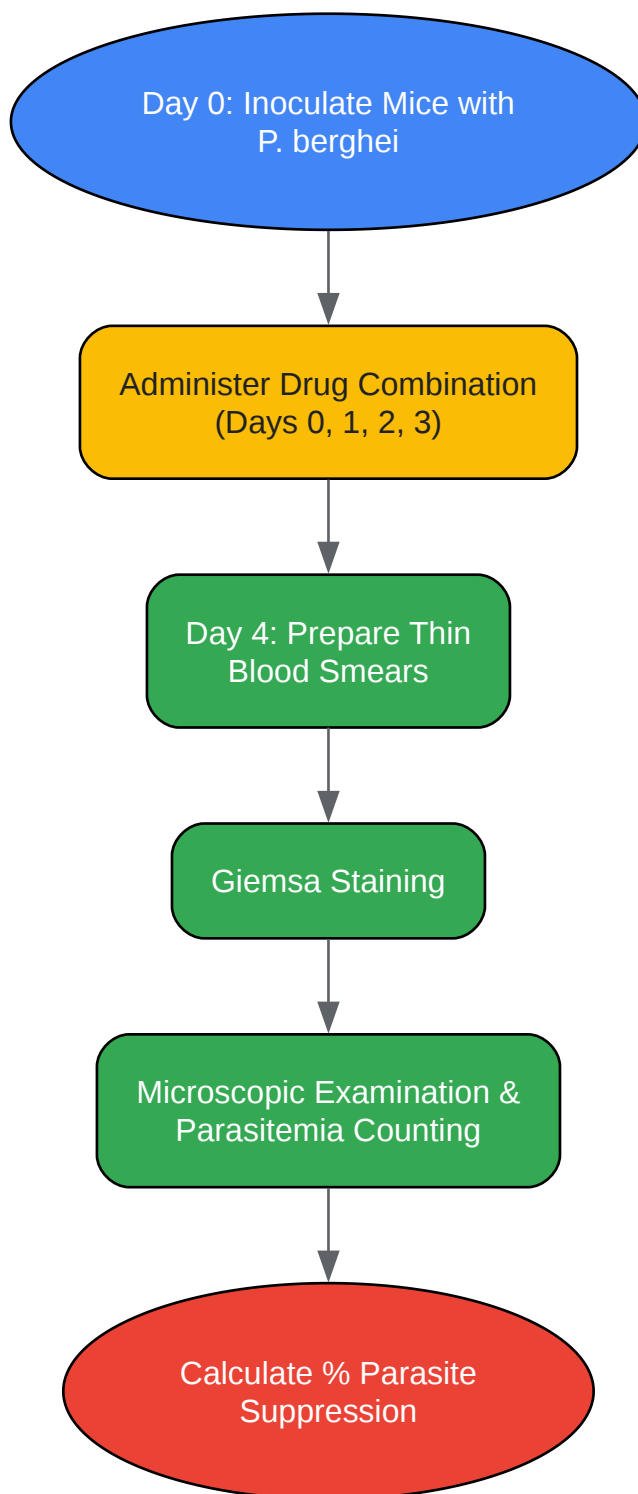 Day 0: Inoculate Mice with
P. berghei
Administer Drug Combination
(Days 0, 1, 2, 3)
Day 4: Prepare Thin
Blood Smears
Giemsa Staining
Microscopic Examination &
Parasitemia Counting
Calculate % Parasite
Suppression